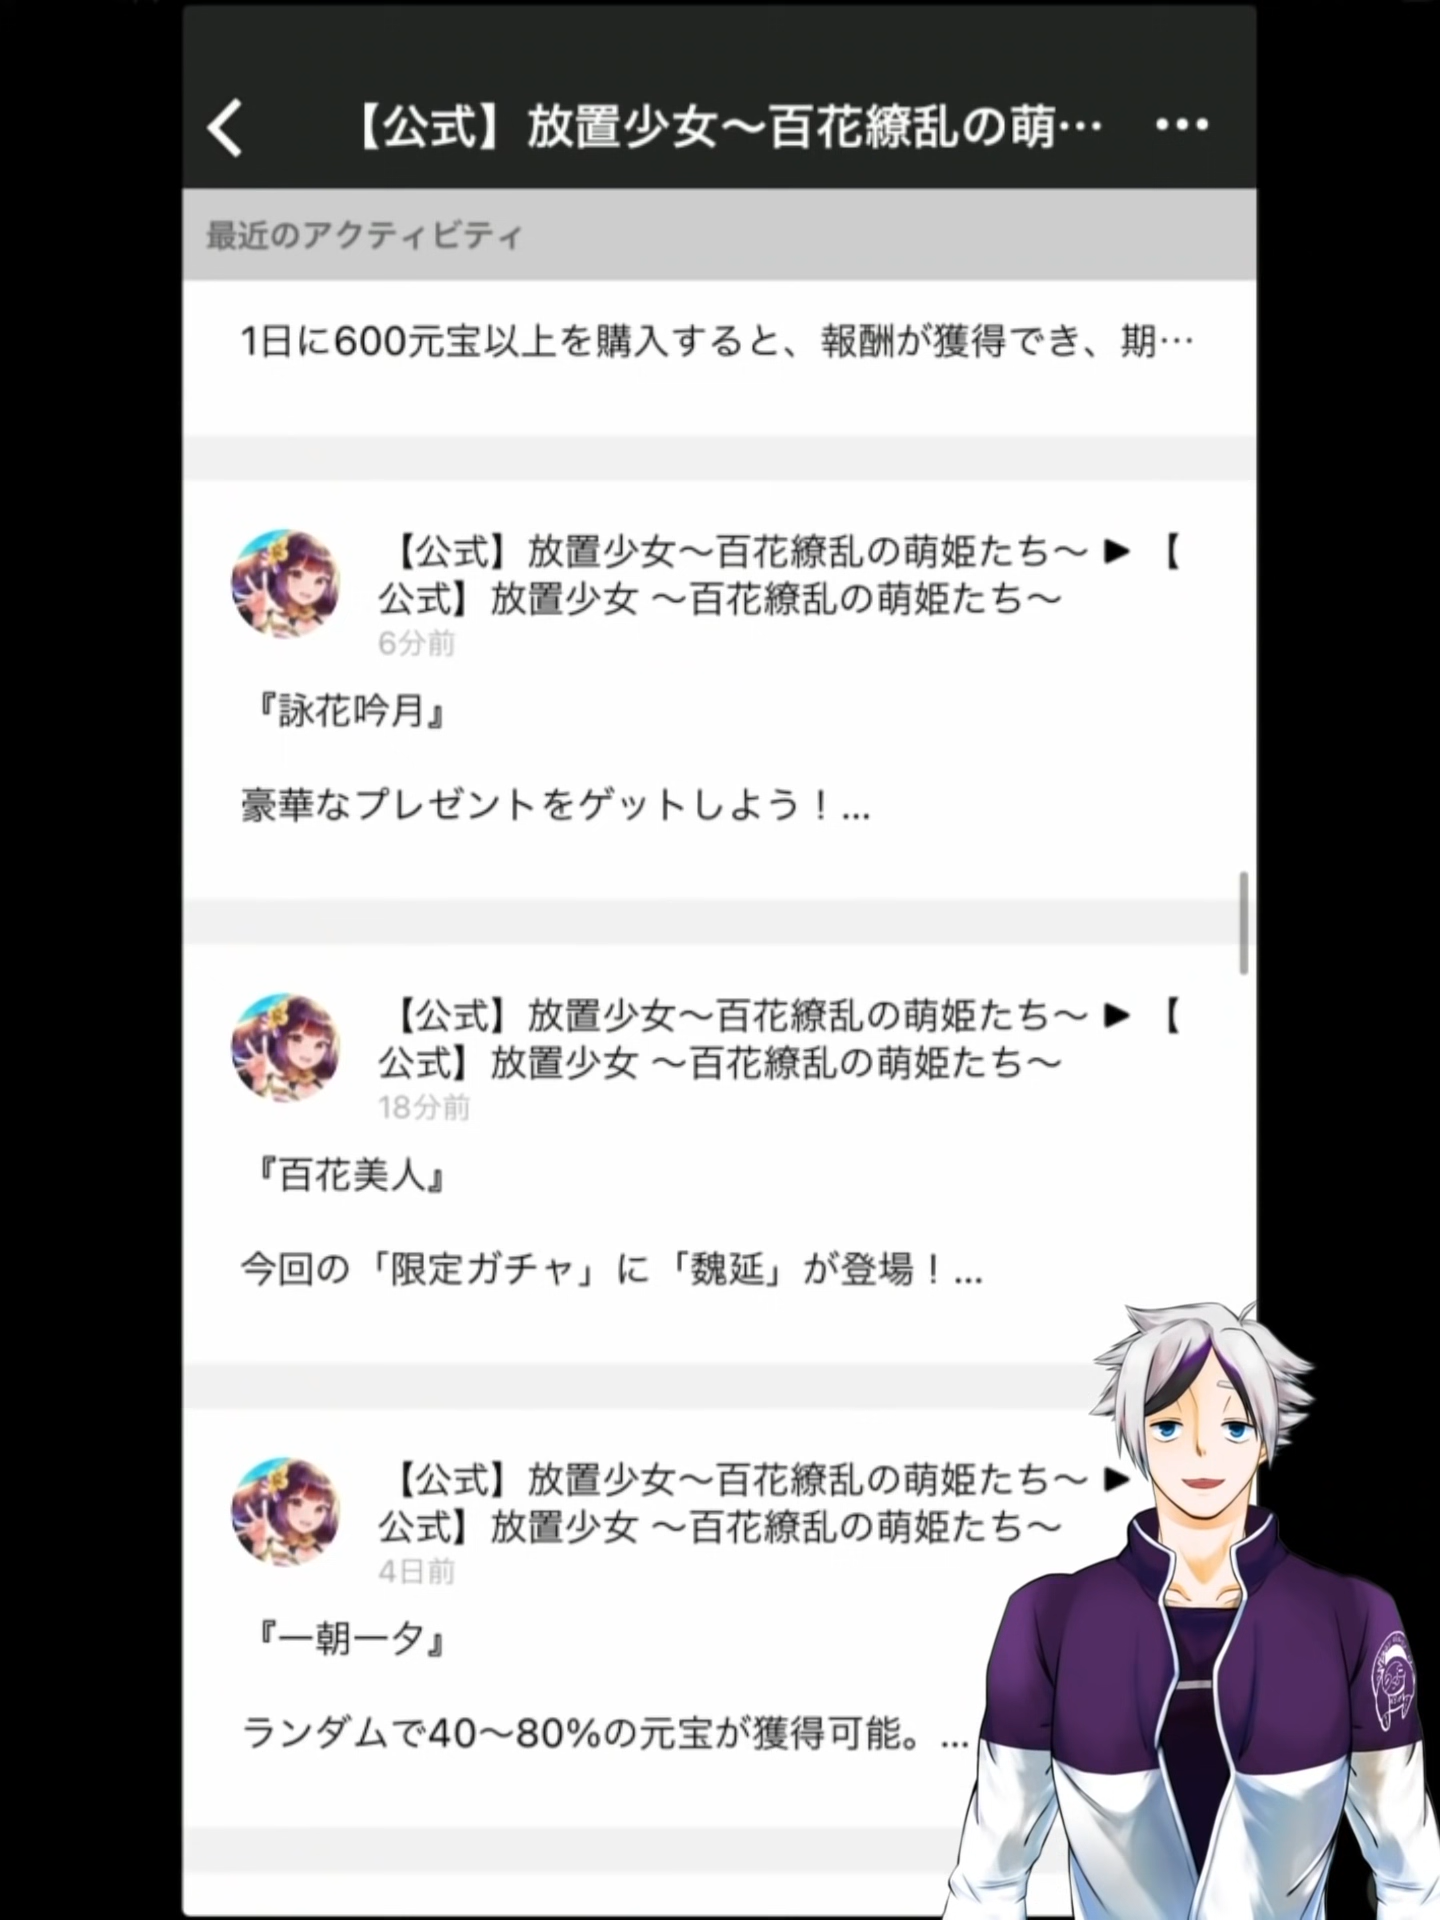 【公式】放置少女〜百花繚乱の萌…
最近のアクティビティ
1日に600元宝以上を購入すると、報酬が獲得でき、期…
【公式】放置少女〜百花繚乱の萌姫たち〜 ▶ 【
公式】放置少女 〜百花繚乱の萌姫たち〜
6分前
『詠花吟月』
豪華なプレゼントをゲットしよう！...
【公式】放置少女〜百花繚乱の萌姫たち〜 ▶ 【
公式】放置少女 〜百花繚乱の萌姫たち〜
18分前
『百花美人』
今回の「限定ガチャ」に「魏延」が登場！...
【公式】放置少女〜百花繚乱の萌姫たち〜 ▶
公式】放置少女 〜百花繚乱の萌姫たち〜
4日前
『一朝一夕』
ランダムで40〜80%の元宝が獲得可能。...